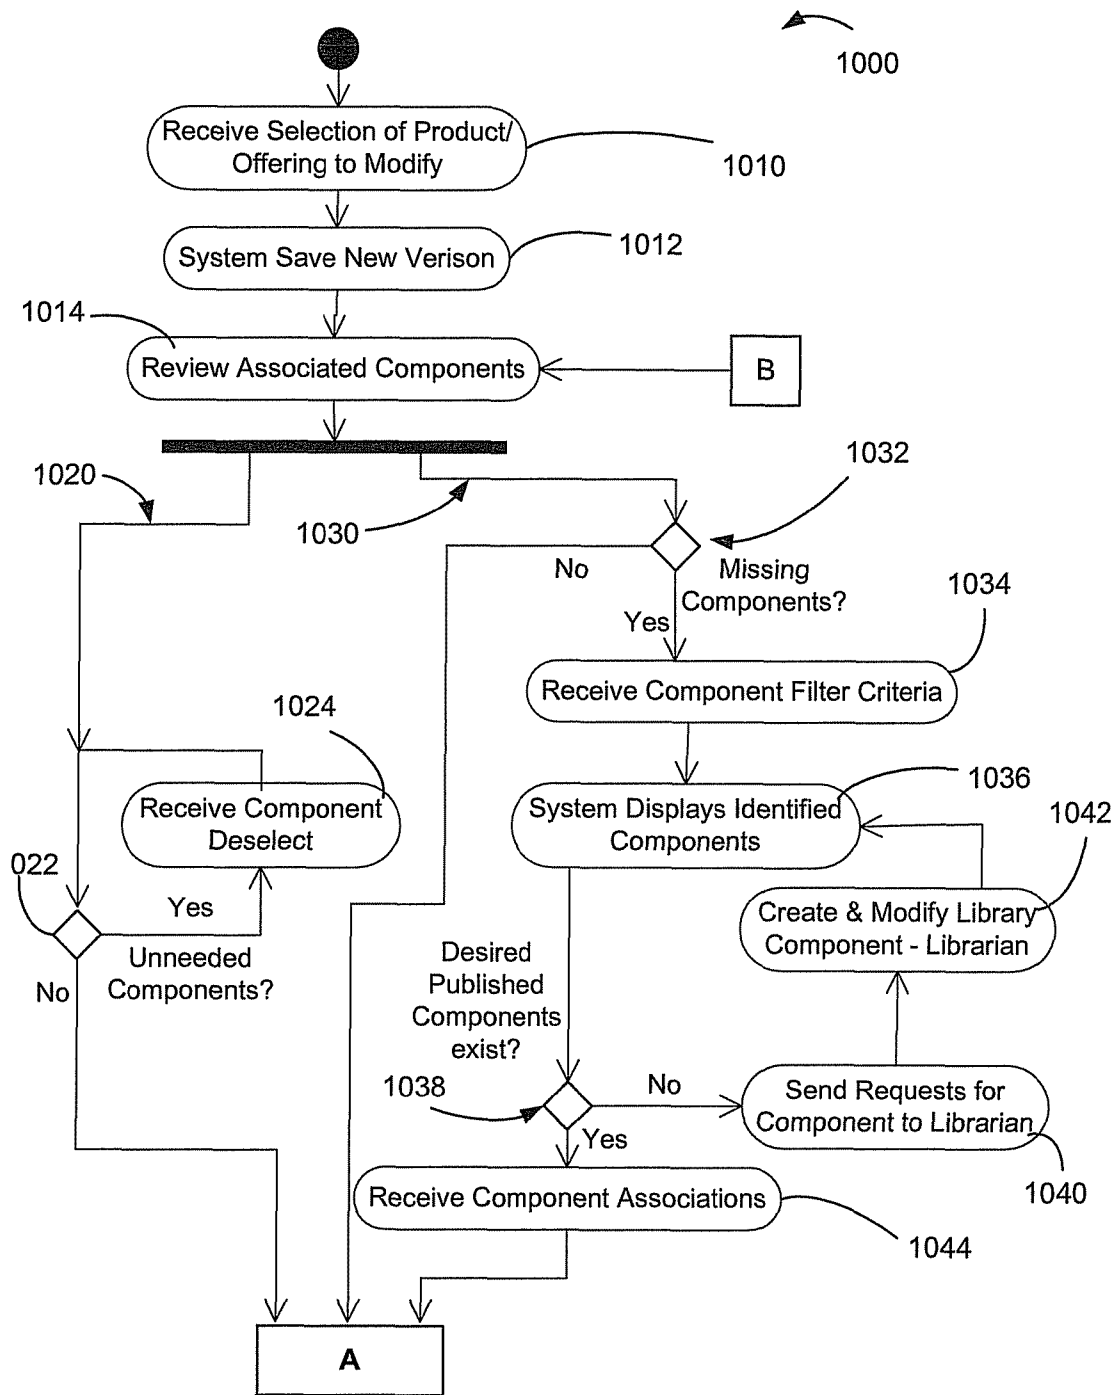 1000
Receive Selection of Product/
Offering to Modify
1010
System Save New Verison
1012
1014
Review Associated Components
B
1020
1030
1032
No
Missing
Components?
Yes
1034
Receive Component Filter Criteria
1024
Receive Component
Deselect
System Displays Identified
Components
1036
1042
022
Yes
Unneeded
Components?
No
Create & Modify Library
Component - Librarian
Desired
Published
Components
exist?
1038
No
Send Requests for
Component to Librarian
1040
Yes
Receive Component Associations
1044
A